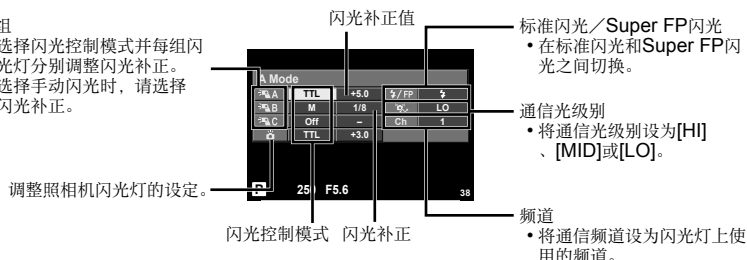 组
选择闪光控制模式并每组闪
光灯分别调整闪光补正。
选择手动闪光时，请选择
闪光补正。
调整照相机闪光灯的设定。
闪光补正值
A Mode
A TTL +5.0 /FP
B M 1/8 LO
C Off – Ch 1
TTL +3.0
P 250 F5.6 38
闪光控制模式 闪光补正
标准闪光／Super FP闪光
• 在标准闪光和Super FP闪
光之间切换。
通信光级别
• 将通信光级别设为[HI]
、[MID]或[LO]。
频道
• 将通信频道设为闪光灯上使
用的频道。